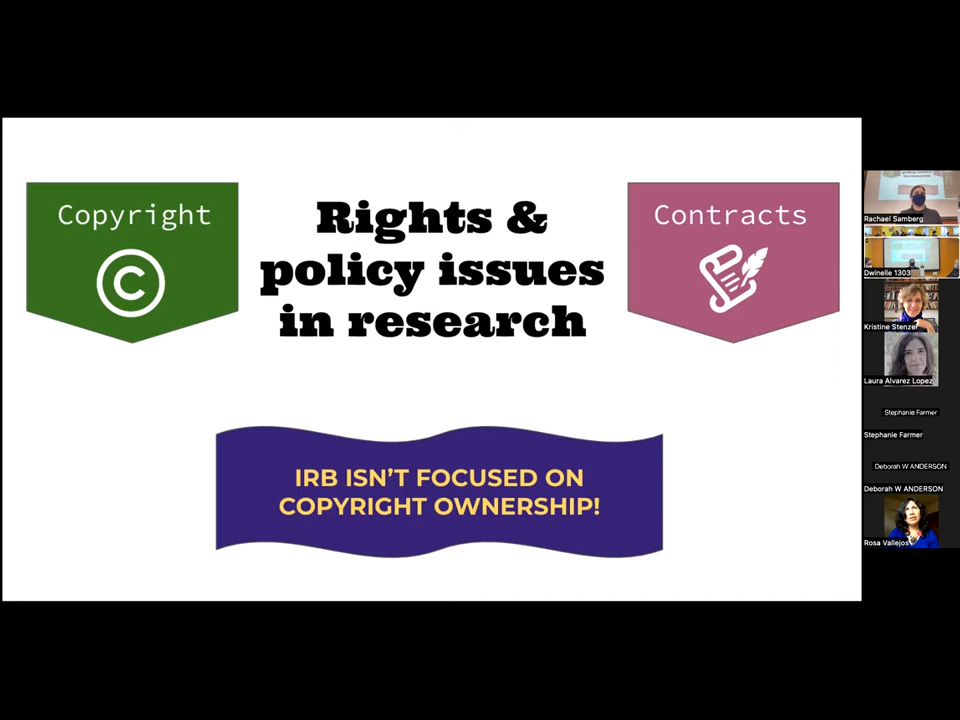 Copyright
©
Rights &
policy issues
in research
Contracts
IRB ISN'T FOCUSED ON
COPYRIGHT OWNERSHIP!
Rachael Samberg
Dwinelle 1303
Kristine Stenzel
Laura Alvarez Lopez
Stephanie Farmer
Stephanie Farmer
Deborah W ANDERSON
Deborah W ANDERSON
Rosa Vallejos